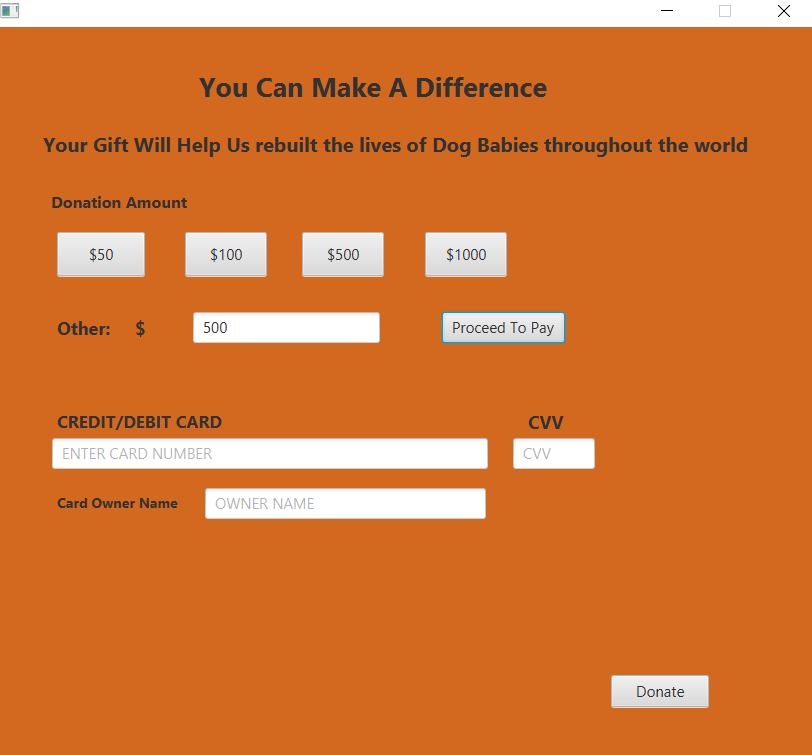 You Can Make A Difference
Your Gift Will Help Us rebuilt the lives of Dog Babies throughout the world
Donation Amount
$50 $100 $500 $1000
Other: $ 500 Proceed To Pay
CREDIT/DEBIT CARD CVV
ENTER CARD NUMBER CVV
Card Owner Name OWNER NAME
Donate